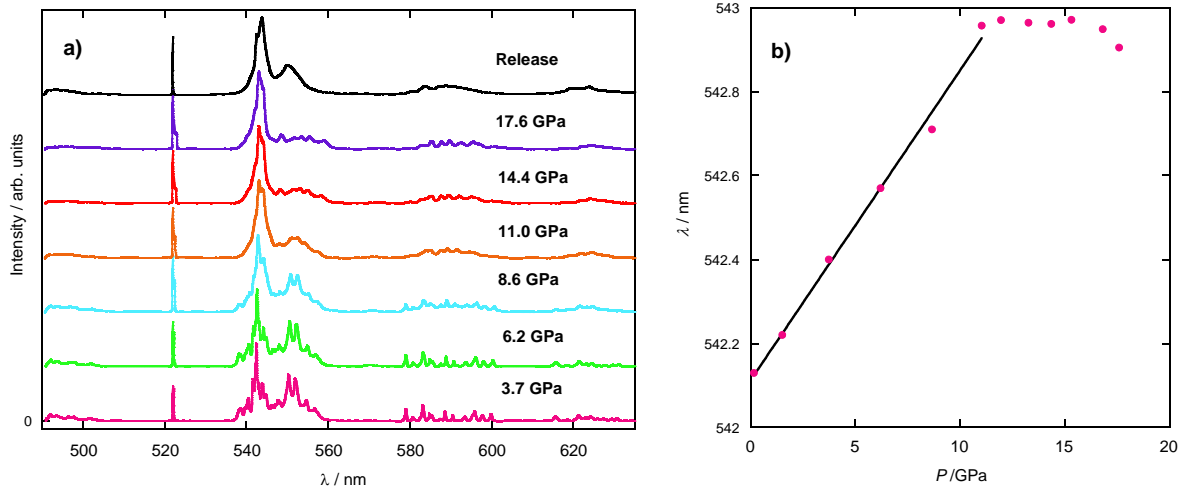 a)
Release
17.6 GPa
14.4 GPa
11.0 GPa
8.6 GPa
6.2 GPa
3.7 GPa
Intensity / arb. units
0
500 520 540 560 580 600 620
λ / nm
b)
543
542.8
542.6
542.4
542.2
542
λ / nm
0 5 10 15 20
P /GPa